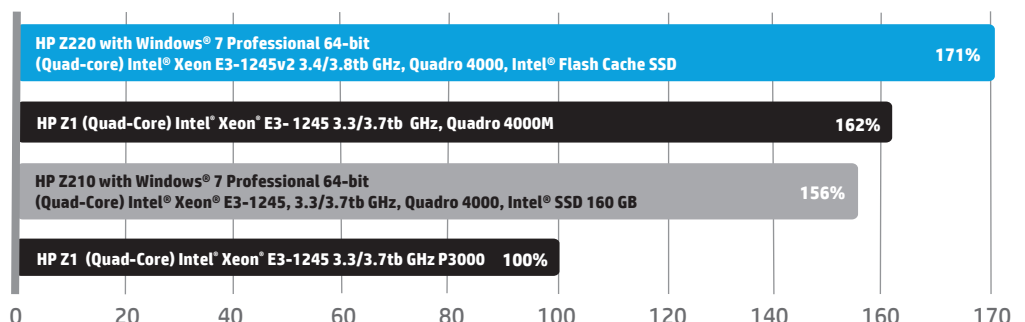 HP Z220 with Windows® 7 Professional 64-bit
(Quad-core) Intel® Xeon E3-1245v2 3.4/3.8tb GHz, Quadro 4000, Intel® Flash Cache SSD 171%
HP Z1 (Quad-Core) Intel® Xeon® E3- 1245 3.3/3.7tb GHz, Quadro 4000M 162%
HP Z210 with Windows® 7 Professional 64-bit
(Quad-Core) Intel® Xeon® E3-1245, 3.3/3.7tb GHz, Quadro 4000, Intel® SSD 160 GB 156%
HP Z1 (Quad-Core) Intel® Xeon® E3-1245 3.3/3.7tb GHz P3000 100%
0 20 40 60 80 100 120 140 160 170